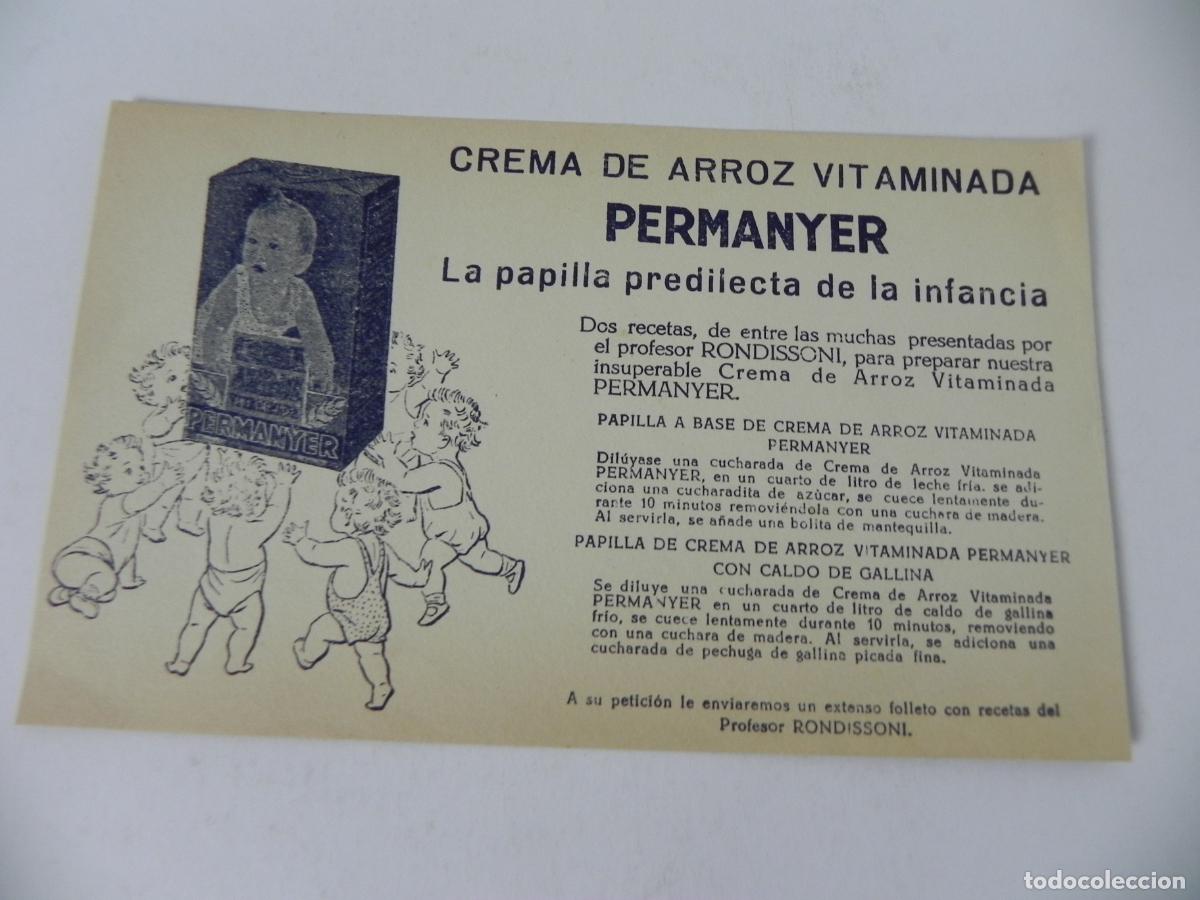 CREMA DE ARROZ VITAMINADA
PERMANYER
La papilla predilecta de la infancia
Dos recetas, de entre las muchas presentadas por
el profesor RONDISSONI, para preparar nuestra
insuperable Crema de Arroz Vitaminada
PERMANYER.
PAPILLA A BASE DE CREMA DE ARROZ VITAMINADA
PERMANYER
Dilúyase una cucharada de Crema de Arroz Vitaminada
PERMANYER, en un cuarto de litro de leche fría. se adi-
ciona una cucharadita de azùcar, se cuece lentamente du-
rante 10 minutos removiéndola con una cuchara de madera.
Al servirla, se añade una bolita de mantequilla.
PAPILLA DE CREMA DE ARROZ VITAMINADA PERMANYER
CON CALDO DE GALLINA
Se diluye una cucharada de Crema de Arroz Vitaminada
PERMANYER en un cuarto de litro de caldo de gallina
frío, se cuece lentamente durante 10 minutos, removiendo
con una cuchara de madera. Al servirla, se adiciona una
cucharada de pechuga de gallina picada fina.
A su petición le enviaremos un extenso folleto con recetas del
Profesor RONDISSONI.
PERMANYER
todocoleccion